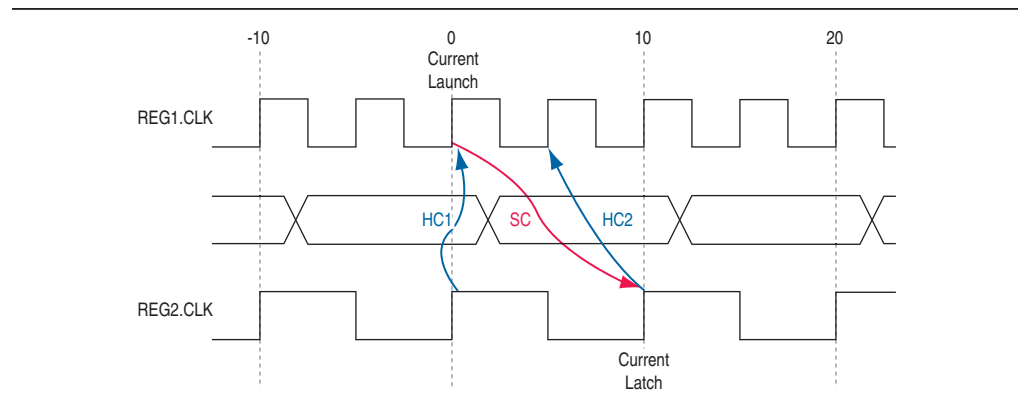 -10 0 10 20
Current
Launch
REG1.CLK
HC1 SC HC2
REG2.CLK
Current
Latch